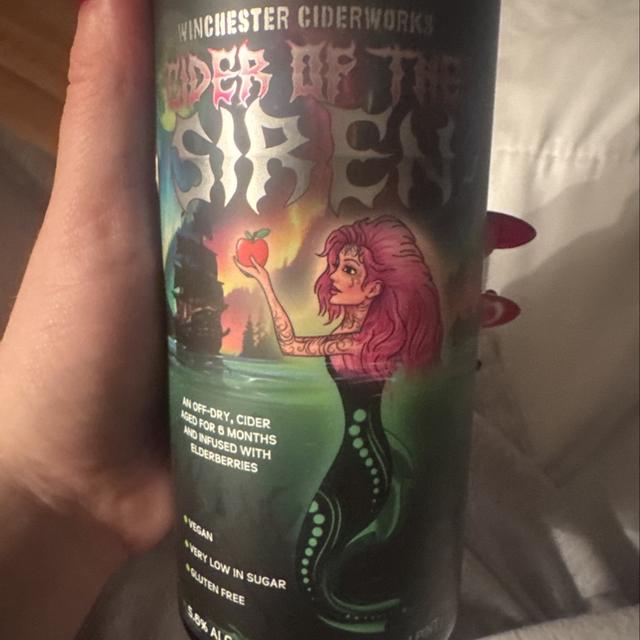 WINCHESTER CIDERWORKS
CIDER OF THE
SIREN
AN OFF-DRY, CIDER
AGED FOR 6 MONTHS
AND INFUSED WITH
ELDERBERRIES
VEGAN
VERY LOW IN SUGAR
GLUTEN FREE